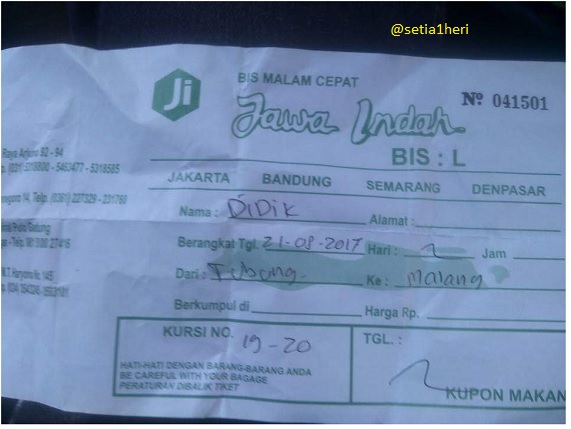 @setia1heri
Ji
BIS MALAM CEPAT
Nº 041501
Jawa Indah
BIS : L
JAKARTA BANDUNG SEMARANG DENPASAR
Nama : DiDiK Alamat :
Berangkat Tgl. 21-08-2017 Hari : Jam
Dari : Ke : Malang
Berkumpul di Harga Rp.
KURSI NO. 19-20
TGL. :
HATI-HATI DENGAN BARANG-BARANG ANDA
BE CAREFUL WITH YOUR BAGAGE
PERATURAN DIBALIK TIKET
KUPON MAKAN